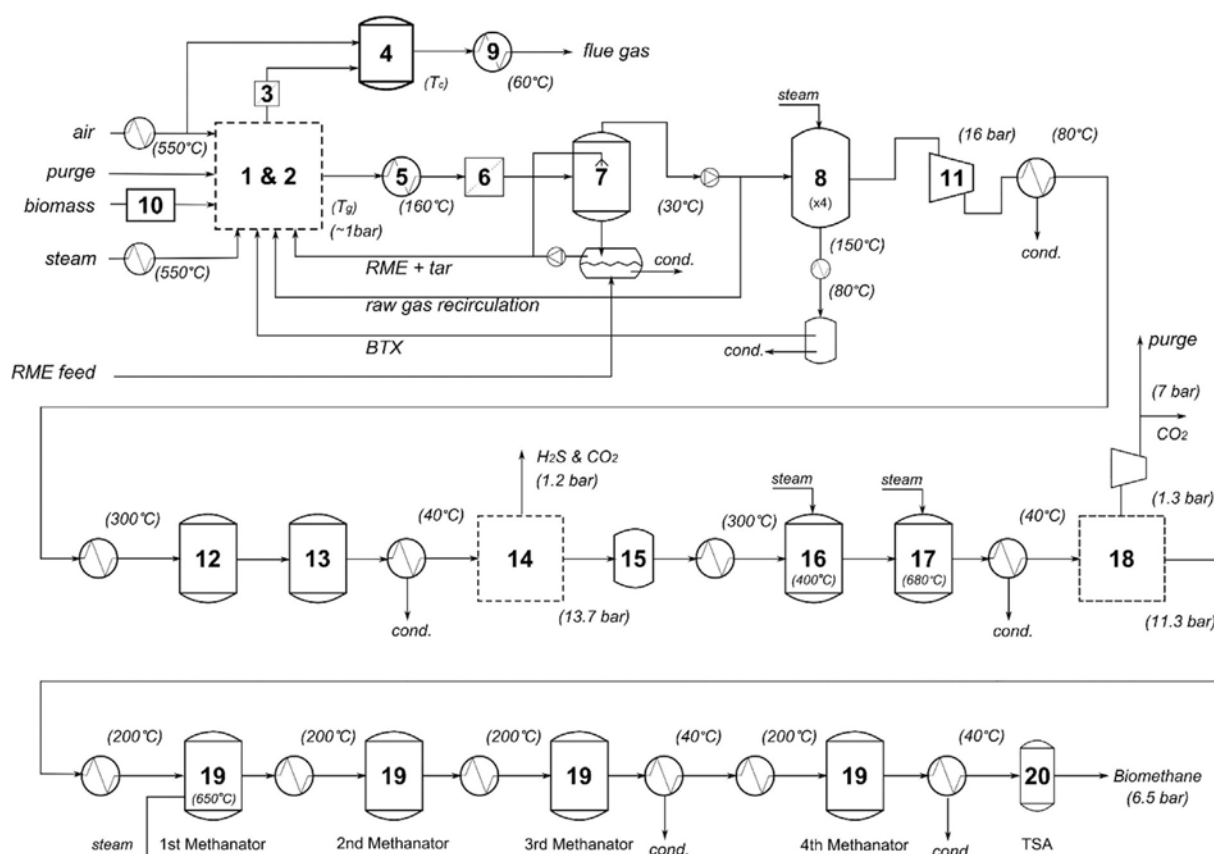 4
9
flue gas
(Tc)
(60°C)
3
steam
(16 bar)
(80°C)
air
(550°C)
purge
1 & 2
5
6
7
8
(x4)
11
biomass
10
(Tg)
(~1bar)
(160°C)
(30°C)
steam
(550°C)
RME + tar
cond.
(150°C)
cond.
raw gas recirculation
(80°C)
BTX
cond.
RME feed
purge
(7 bar)
CO2
H2S & CO2
(1.2 bar)
steam
steam
(1.3 bar)
(300°C)
(40°C)
(300°C)
(40°C)
12
13
14
15
16
(400°C)
17
(680°C)
18
cond.
(13.7 bar)
cond.
(11.3 bar)
(200°C)
(200°C)
(200°C)
(40°C)
(200°C)
(40°C)
19
(650°C)
19
19
19
20
Biomethane
(6.5 bar)
steam
1st Methanator
2nd Methanator
3rd Methanator
cond.
4th Methanator
cond.
TSA